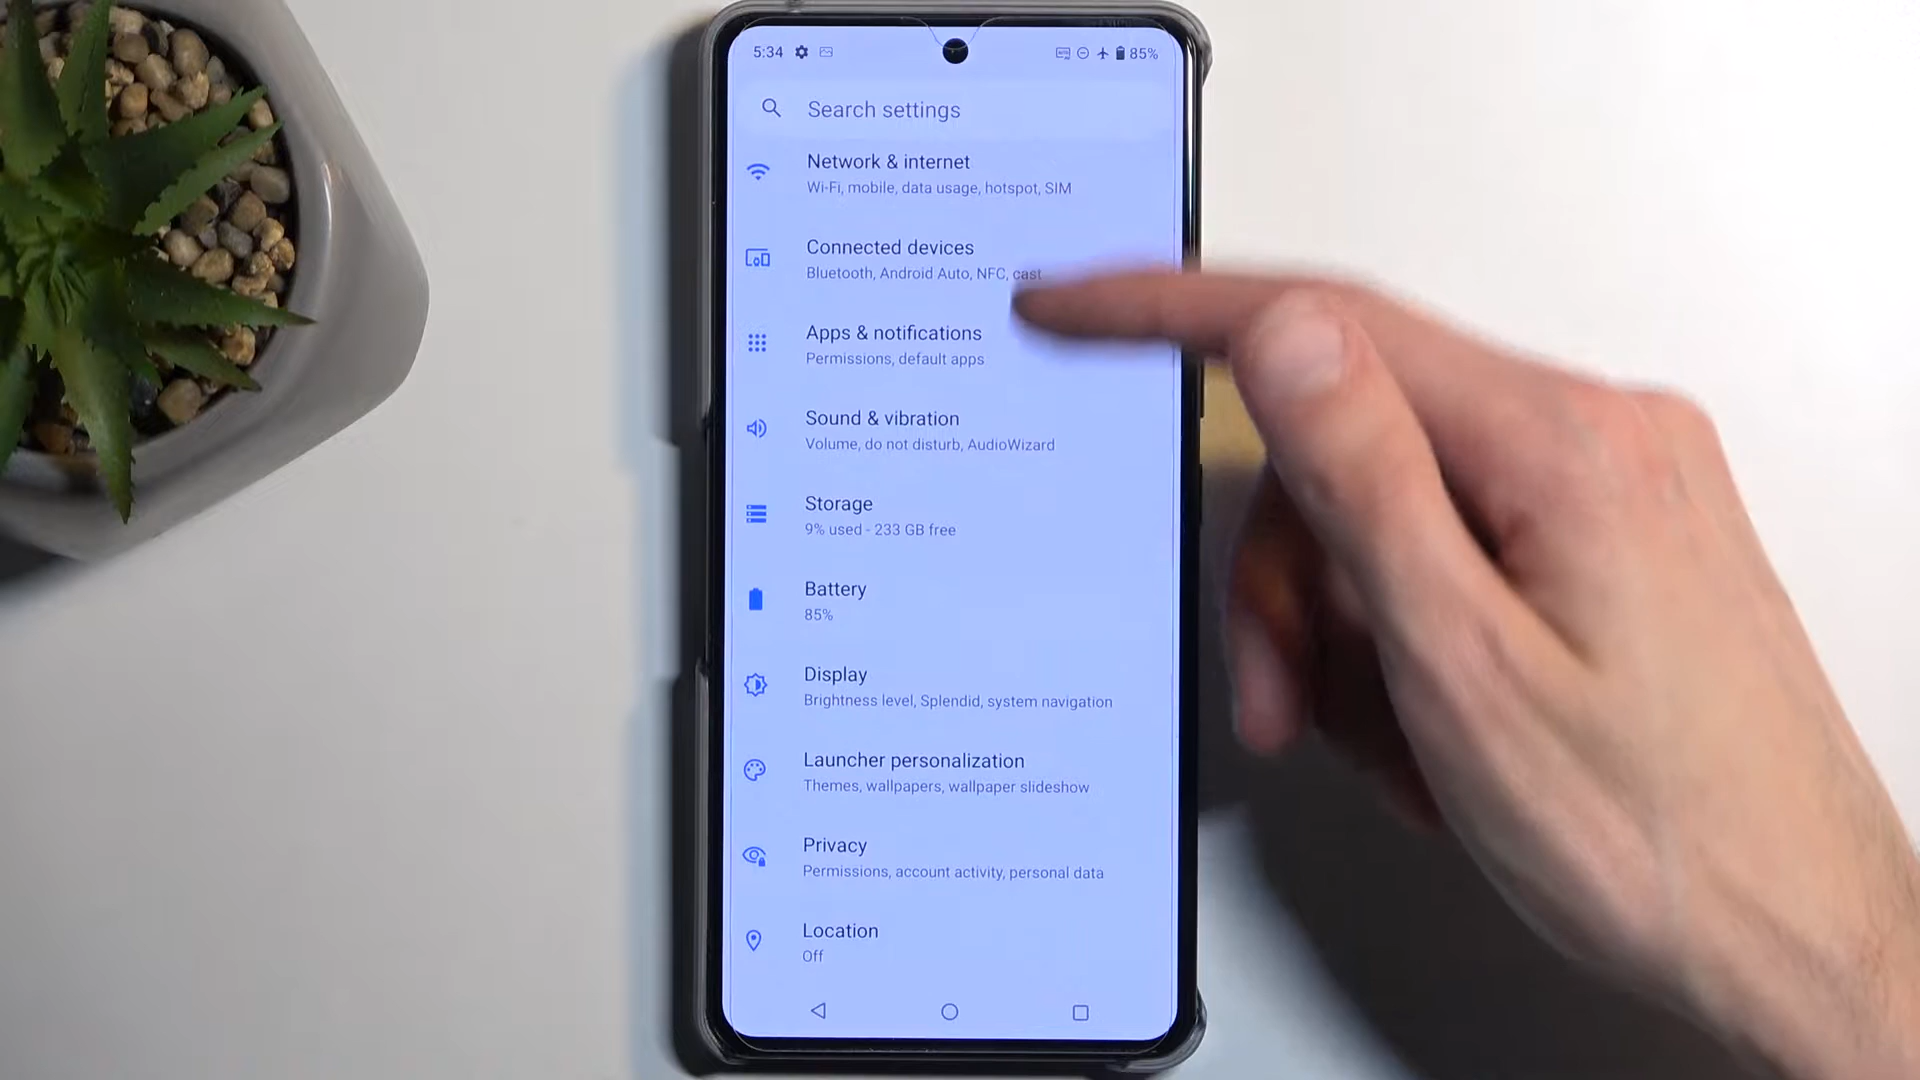 5:34
85%
Search settings
Network & internet
Wi-Fi, mobile, data usage, hotspot, SIM
Connected devices
Bluetooth, Android Auto, NFC, cast
Apps & notifications
Permissions, default apps
Sound & vibration
Volume, do not disturb, AudioWizard
Storage
9% used - 233 GB free
Battery
85%
Display
Brightness level, Splendid, system navigation
Launcher personalization
Themes, wallpapers, wallpaper slideshow
Privacy
Permissions, account activity, personal data
Location
Off